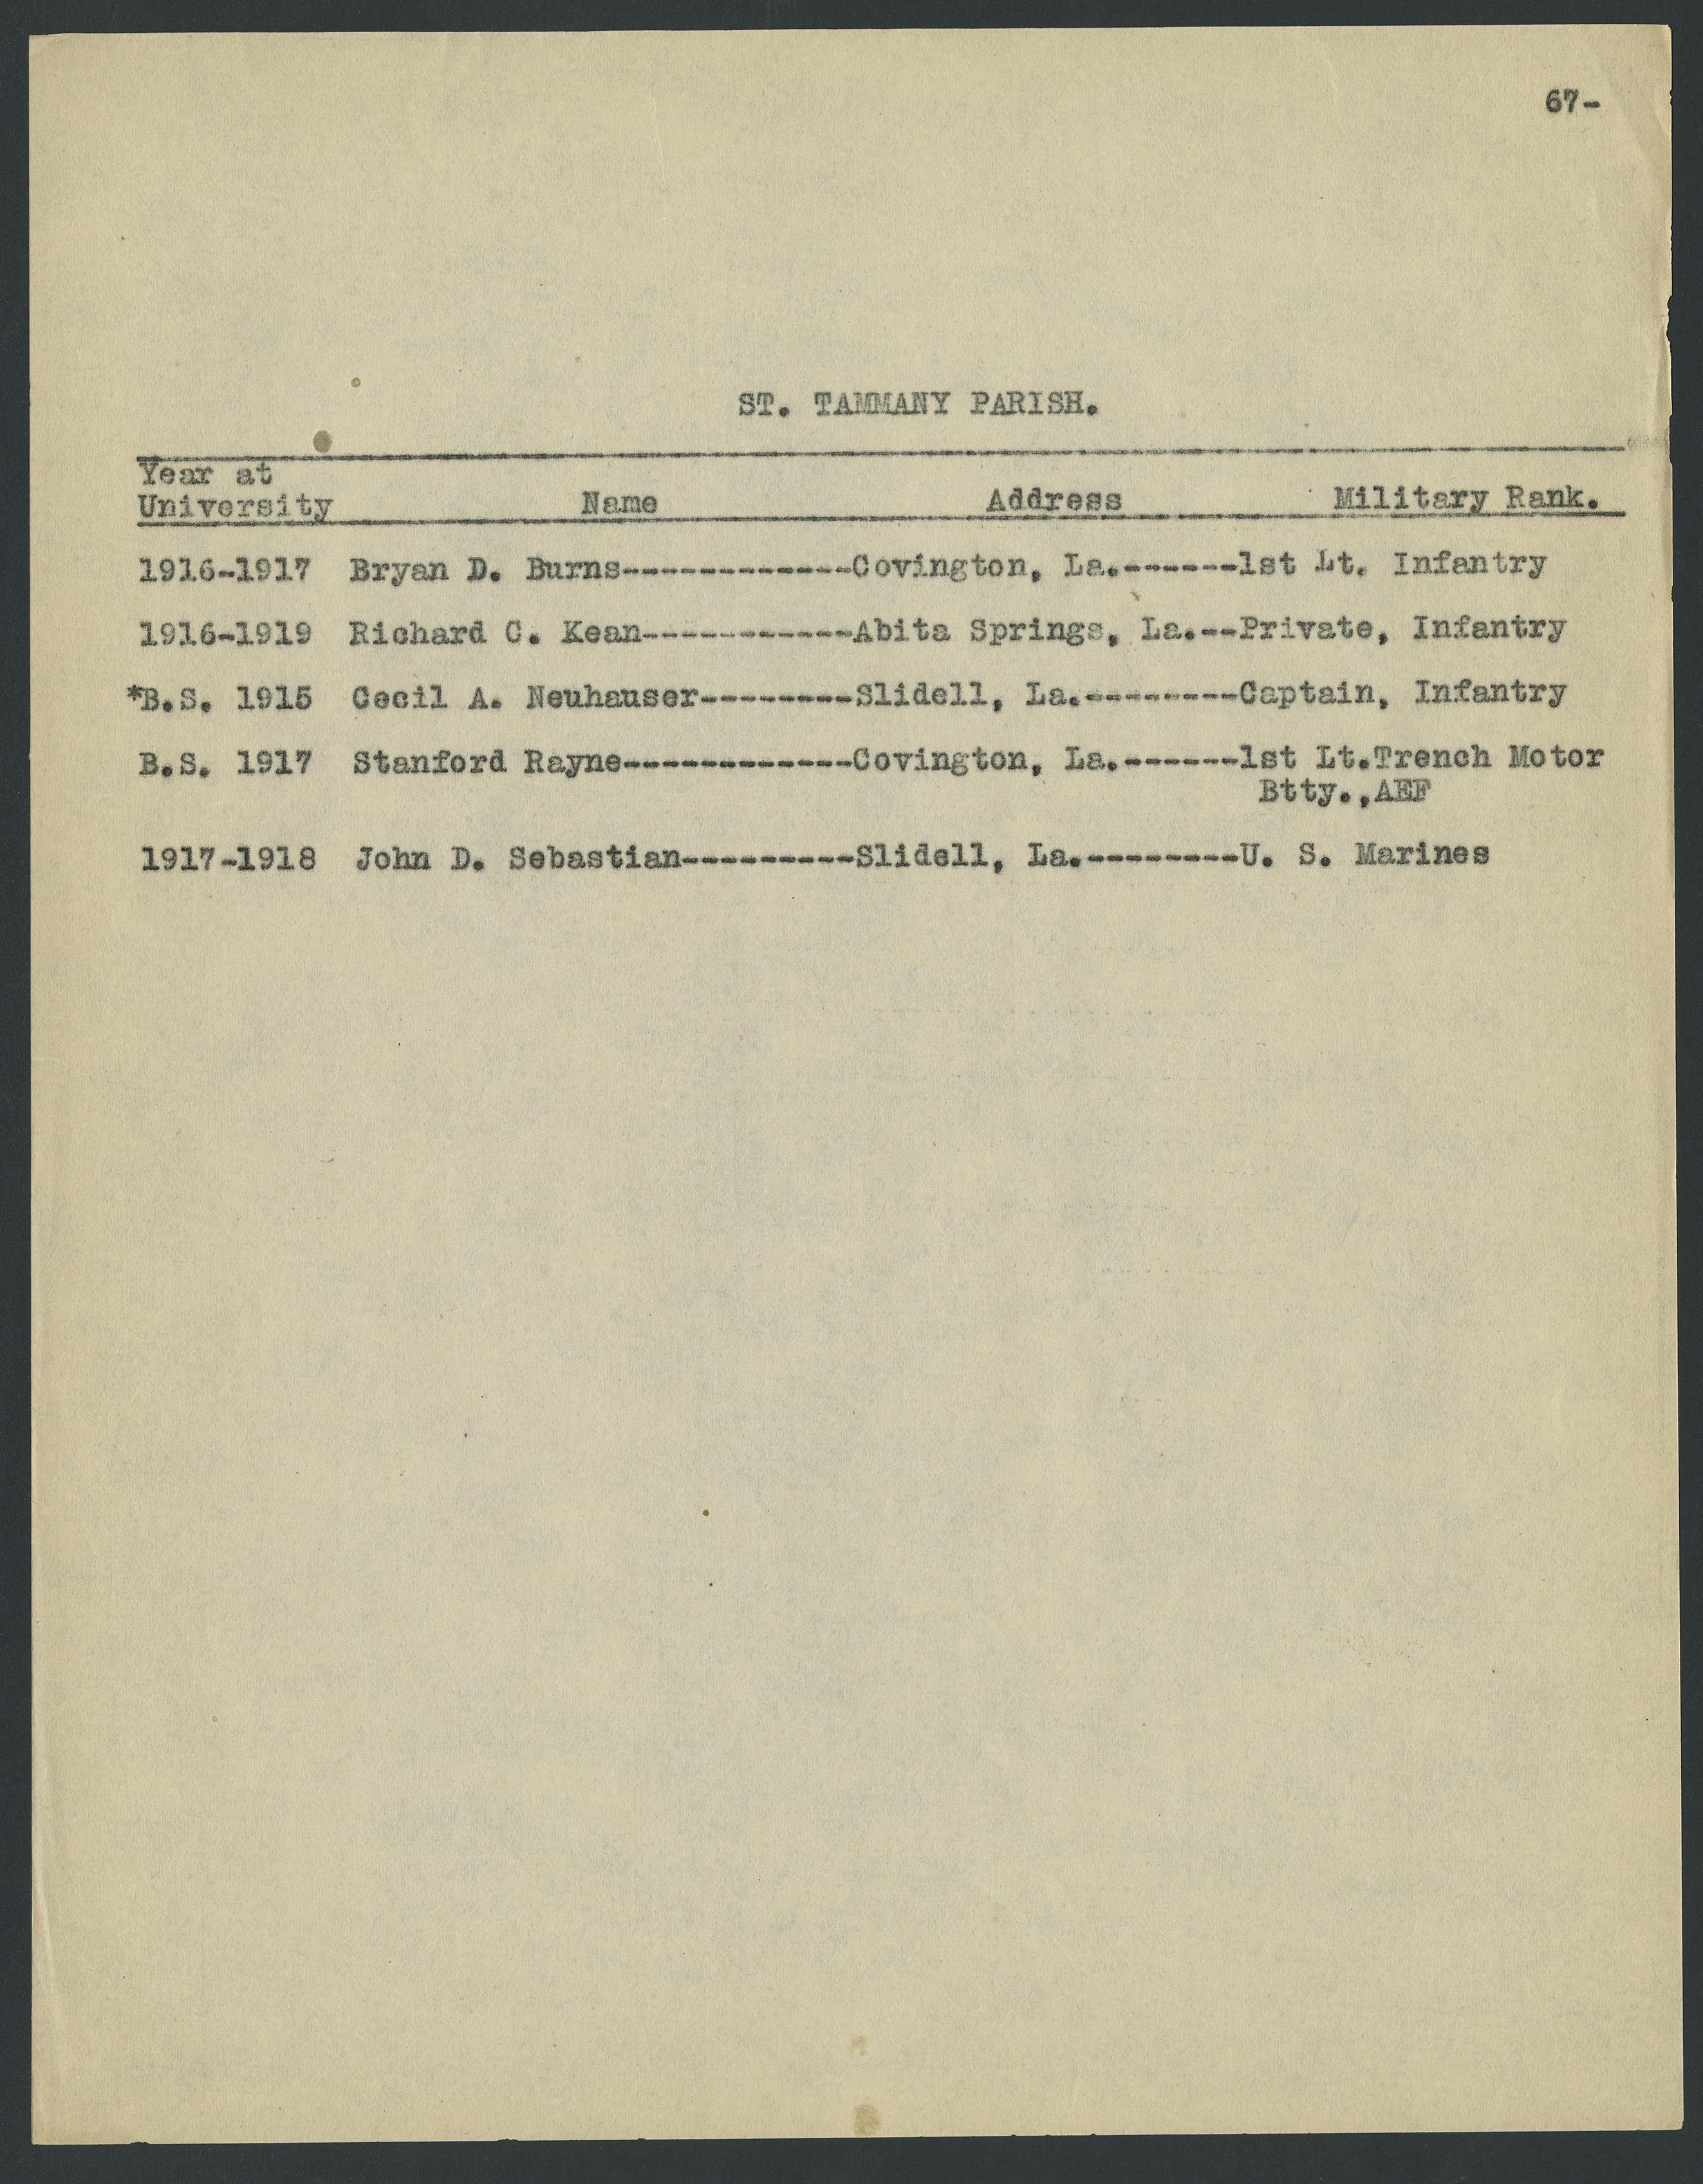 67-
ST. TAMMANY PARISH.
Year at
University Name Address Military Rank.
1916-1917 Bryan D. Burns------------Covington, La.------1st Lt. Infantry
1916-1919 Richard C. Kean-----------Abita Springs, La.--Private, Infantry
*B.S. 1915 Cecil A. Neuhauser--------Slidell, La.--------Captain, Infantry
B.S. 1917 Stanford Rayne------------Covington, La.------1st Lt.Trench Motor
Btty.,AEF
1917-1918 John D. Sebastian---------Slidell, La.--------U. S. Marines